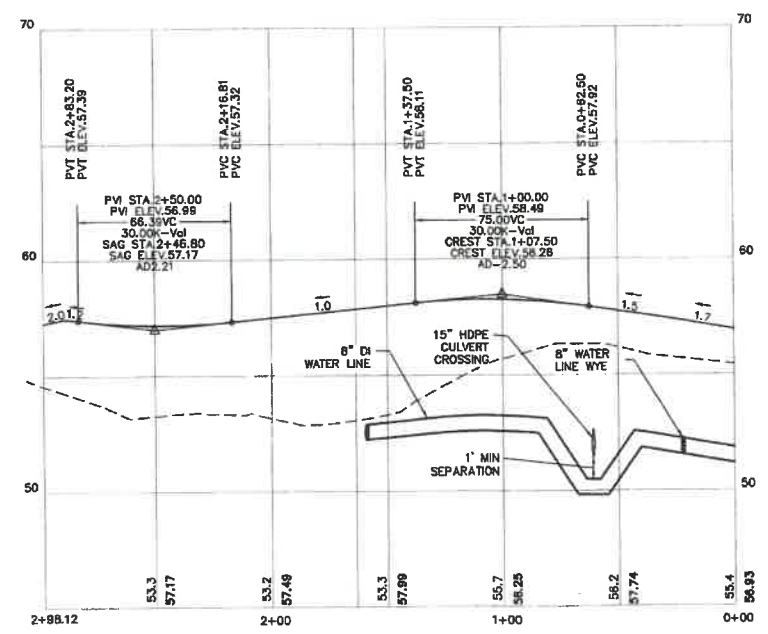 70
70
PVT STA.2+83.20
PVT ELEV.57.39
PVC STA.2+16.81
PVC ELEV.57.32
PVT STA.1+37.50
PVT ELEV.58.11
PVC STA.0+62.50
PVC ELEV.57.92
PVI STA.2+50.00
PVI ELEV.56.99
66.39VC
30.00K-Val
SAG STA.2+46.80
SAG ELEV.57.17
AD2.21
PVI STA.1+00.00
PVI ELEV.58.49
75.00VC
30.00K-Val
CREST STA.1+07.50
CREST ELEV.58.26
AD-2.50
60
60
2.0
1.2
1.0
1.5
1.7
8" DI
WATER LINE
15" HDPE
CULVERT
CROSSING
8" WATER
LINE WYE
1' MIN
SEPARATION
50
50
53.3
57.17
53.2
57.49
53.3
57.99
55.7
58.25
56.2
57.74
55.4
56.93
2+98.12
2+00
1+00
0+00